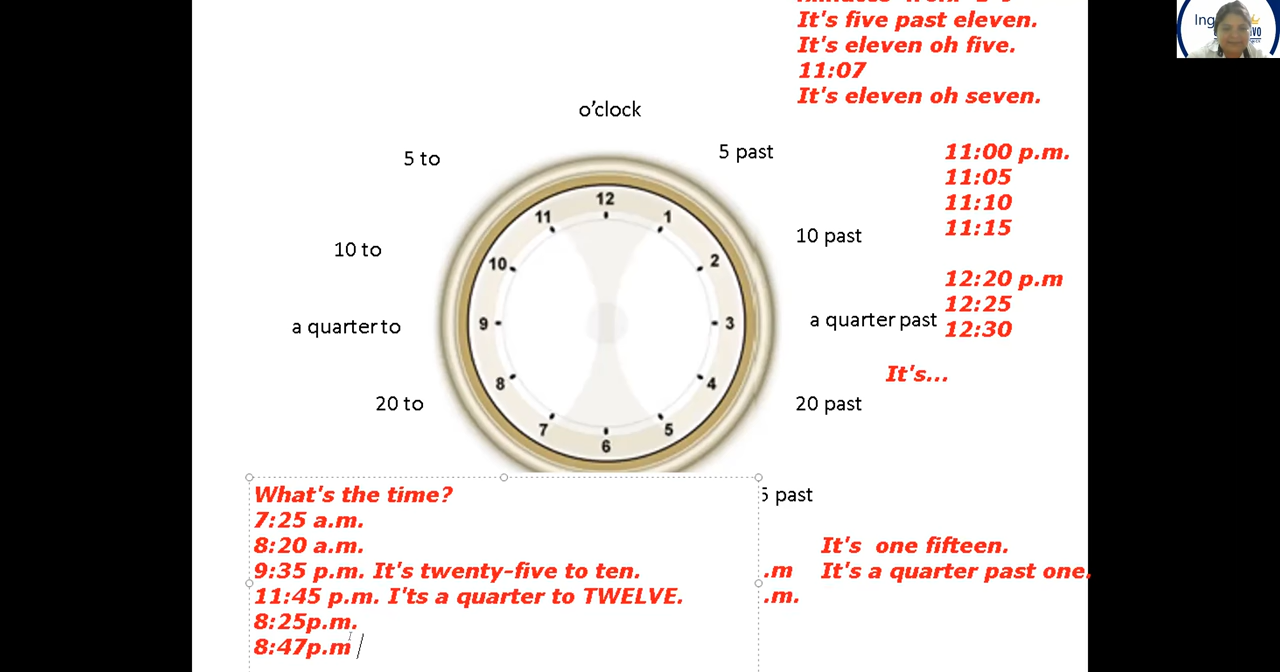 It's five past eleven.
It's eleven oh five.
11:07
It's eleven oh seven.
o'clock
5 to
5 past
11:00 p.m.
11:05
11:10
11:15
10 to
10 past
12:20 p.m
12:25
12:30
a quarter to
a quarter past
It's...
20 to
20 past
12
1
2
3
4
5
6
7
8
9
10
11
What's the time?
7:25 a.m.
8:20 a.m.
9:35 p.m. It's twenty-five to ten.
11:45 p.m. I'ts a quarter to TWELVE.
8:25p.m.
8:47p.m
5 past
.m
.m.
It's one fifteen.
It's a quarter past one.
Ing